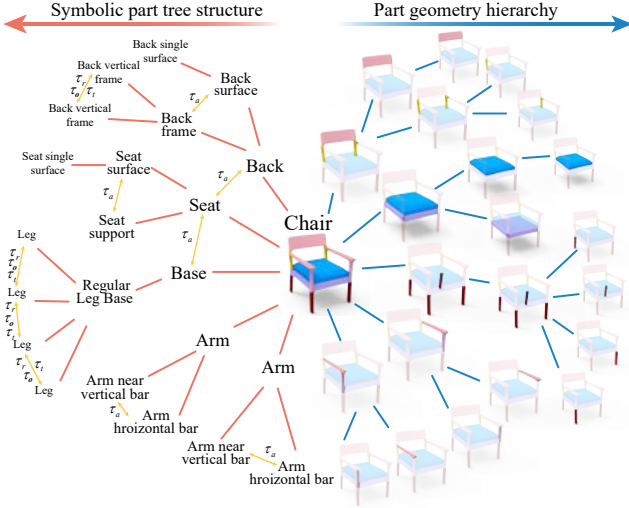 Symbolic part tree structure
Part geometry hierarchy
Back single
surface
Back vertical
frame
τr
τo τt
Back vertical
frame
Back
surface
τa
Back
frame
Seat single
surface
Seat
surface
τa
Back
τa
Seat
Seat
support
τa
Chair
Base
Leg
τr
τo
τt
Regular
Leg Base
Leg
τr
τo
τt
Leg
τr τt
τo
Leg
Arm
Arm
Arm near
vertical bar
τa
Arm
hroizontal bar
Arm near
vertical bar
τa
Arm
hroizontal bar